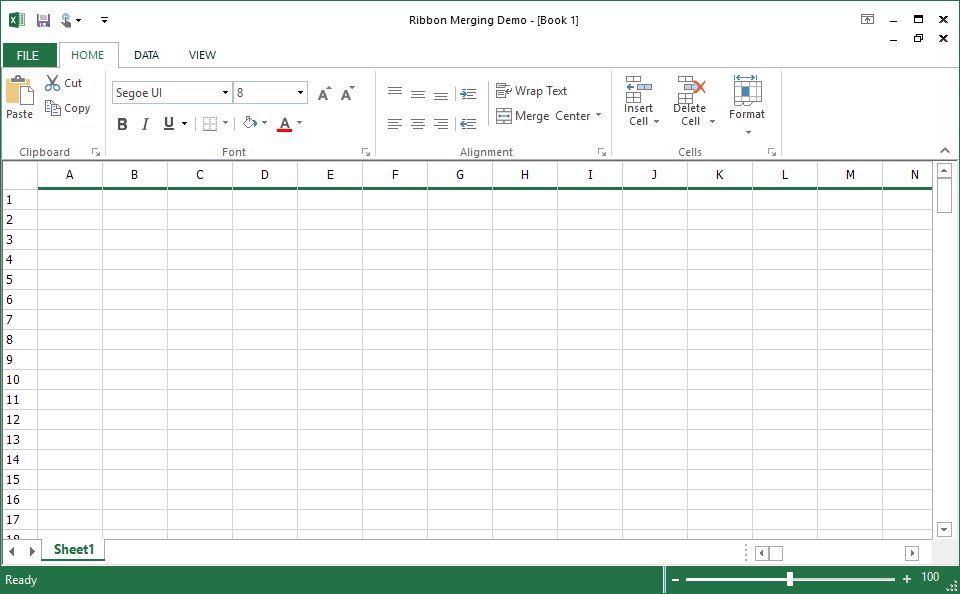 Ribbon Merging Demo - [Book 1]
FILE HOME DATA VIEW
Paste Cut Copy
Segoe UI 8
B I U A A A
Wrap Text
Merge Center
Insert Cell
Delete Cell
Format
Clipboard Font Alignment Cells
A B C D E F G H I J K L M N
1
2
3
4
5
6
7
8
9
10
11
12
13
14
15
16
17
18
Sheet1
Ready 100